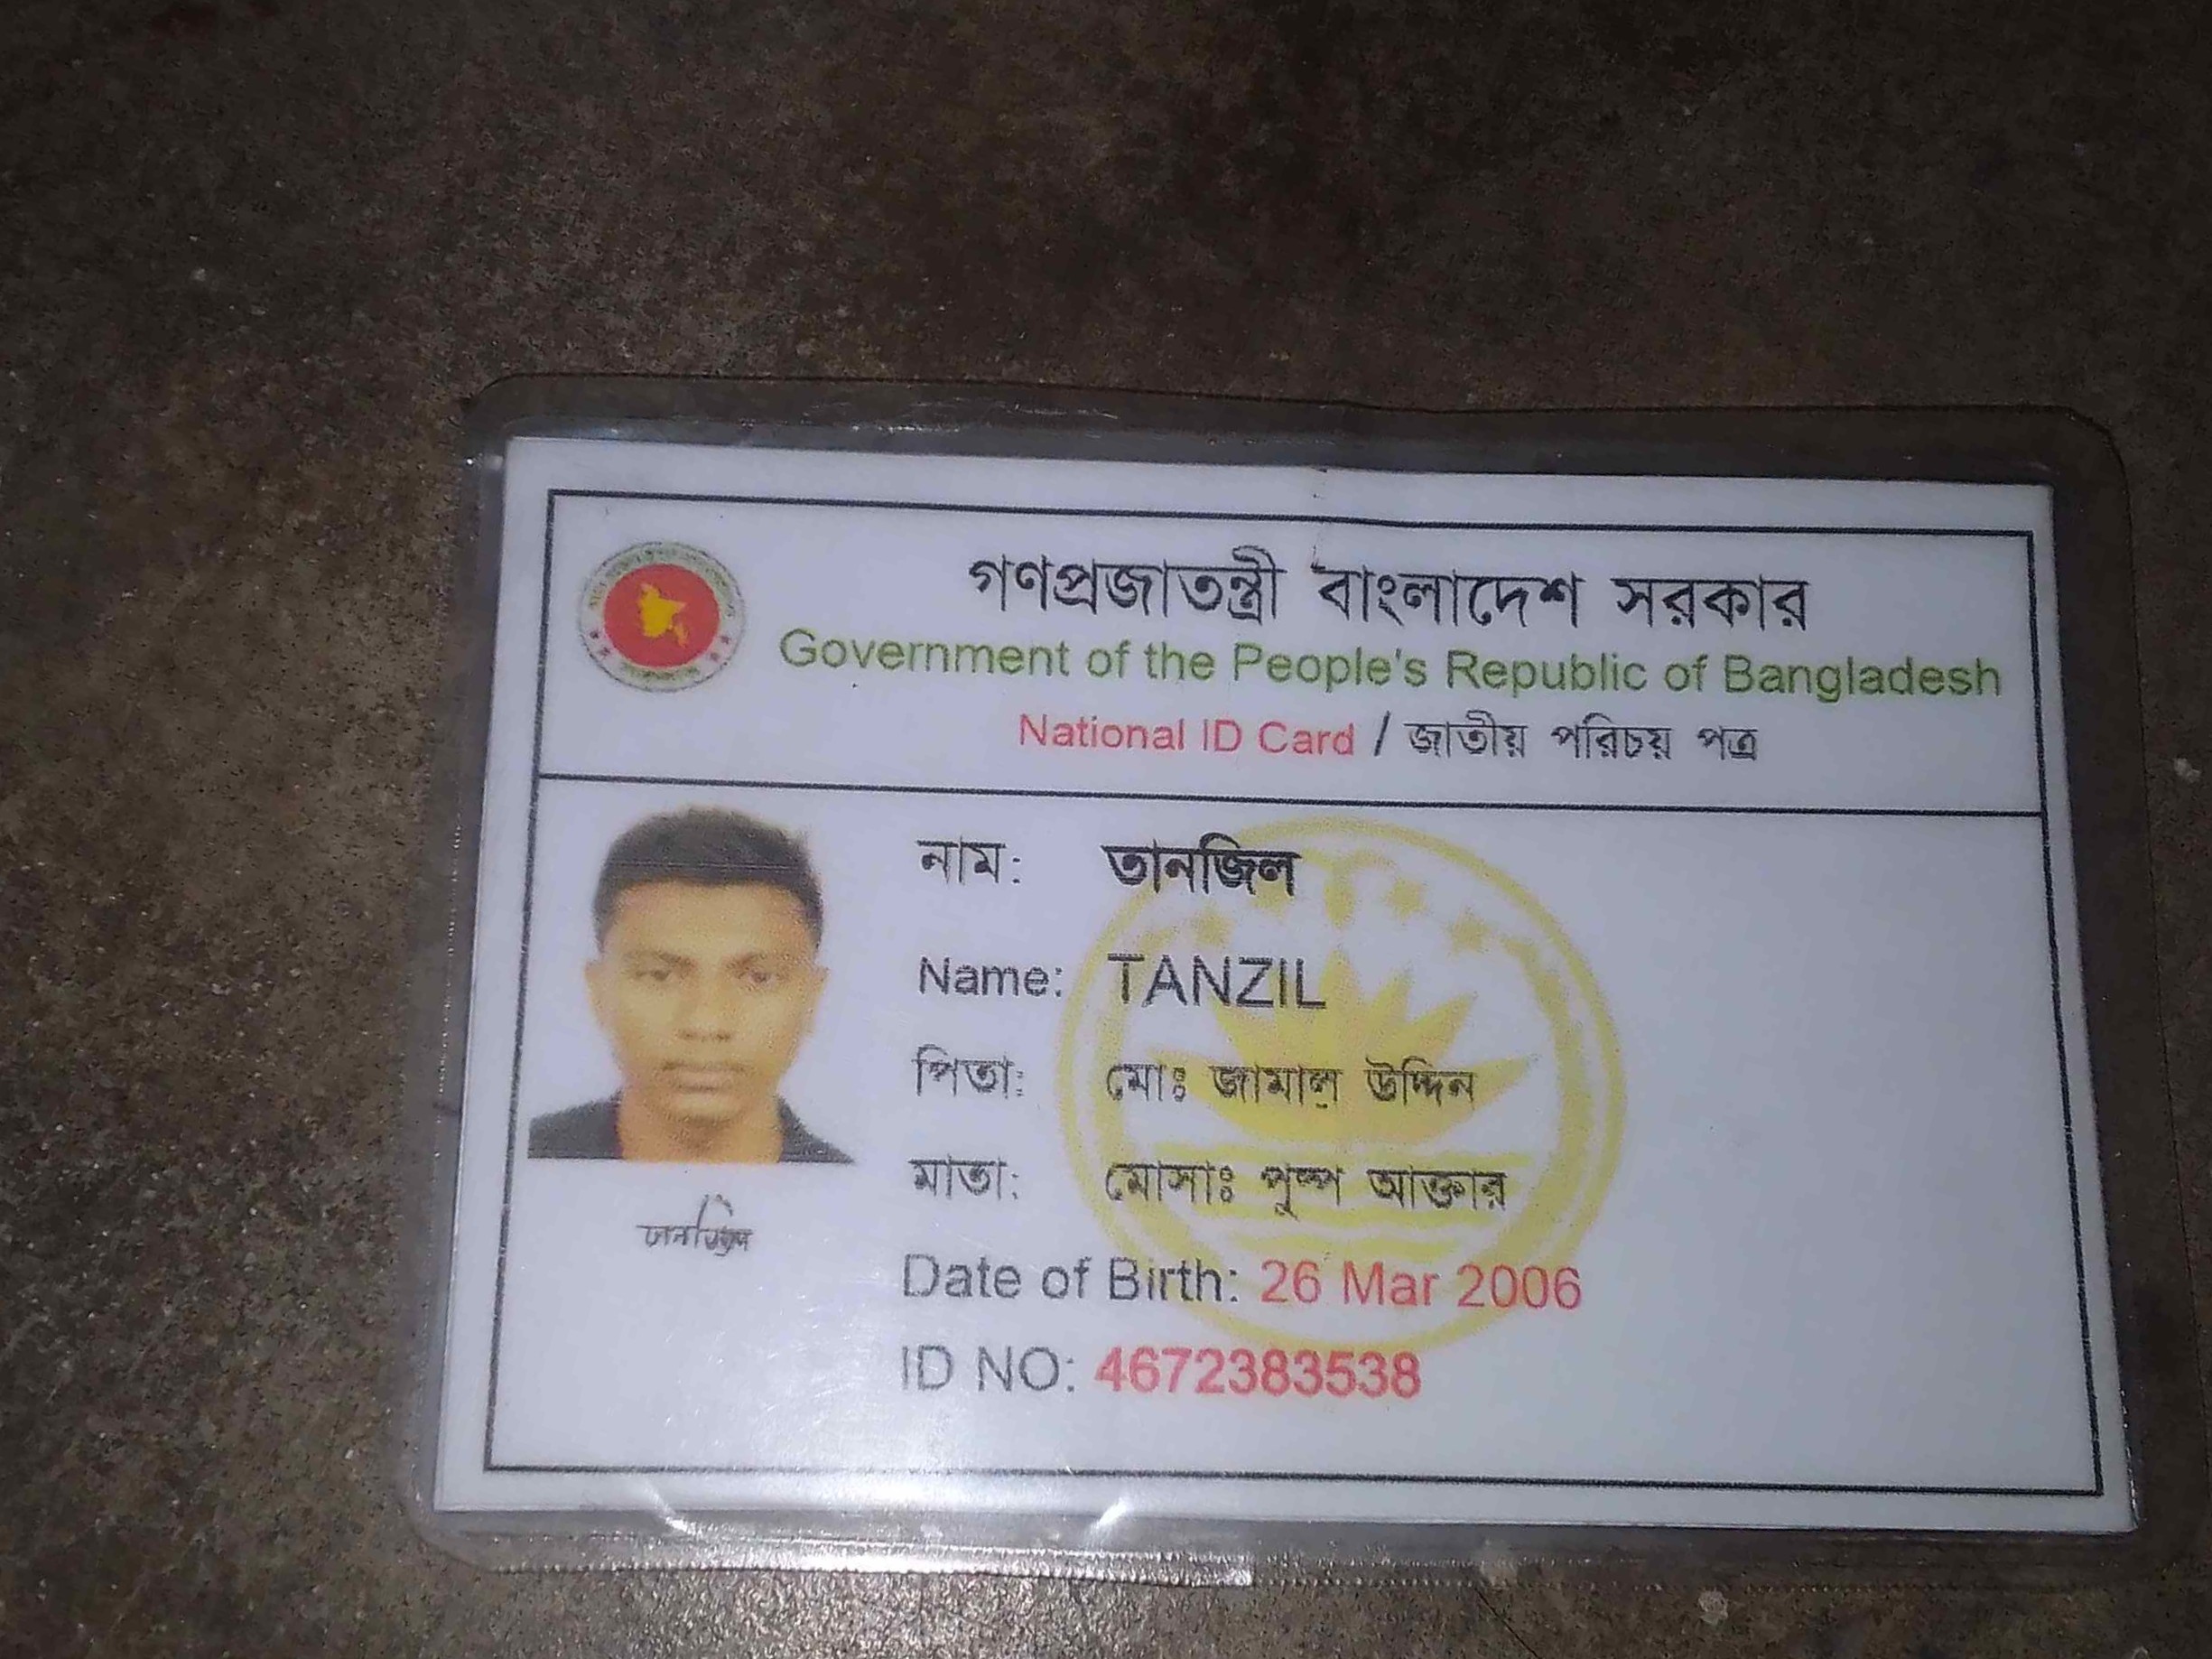 গণপ্রজাতন্ত্রী বাংলাদেশ সরকার
Government of the People's Republic of Bangladesh
National ID Card / জাতীয় পরিচয় পত্র
নাম: তানজিল
Name: TANZIL
পিতা: মোঃ জামাল উদ্দিন
মাতা: মোসাঃ পুষ্প আক্তার
তানজিল
Date of Birth: 26 Mar 2006
ID NO: 4672383538